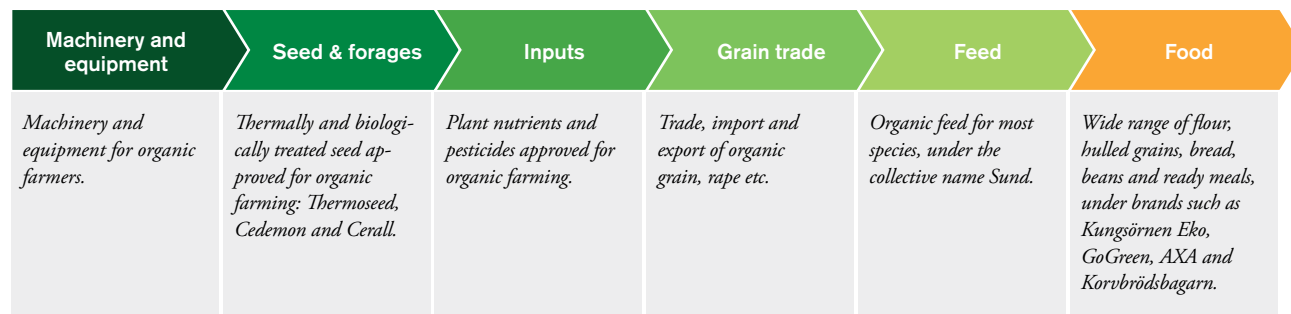 Machinery and
equipment
Seed & forages
Inputs
Grain trade
Feed
Food
Machinery and
equipment for organic
farmers.
Thermally and biologi-
cally treated seed ap-
proved for organic
farming: Thermoseed,
Cedemon and Cerall.
Plant nutrients and
pesticides approved for
organic farming.
Trade, import and
export of organic
grain, rape etc.
Organic feed for most
species, under the
collective name Sund.
Wide range of flour,
hulled grains, bread,
beans and ready meals,
under brands such as
Kungsörnen Eko,
GoGreen, AXA and
Korvbrödsbagarn.